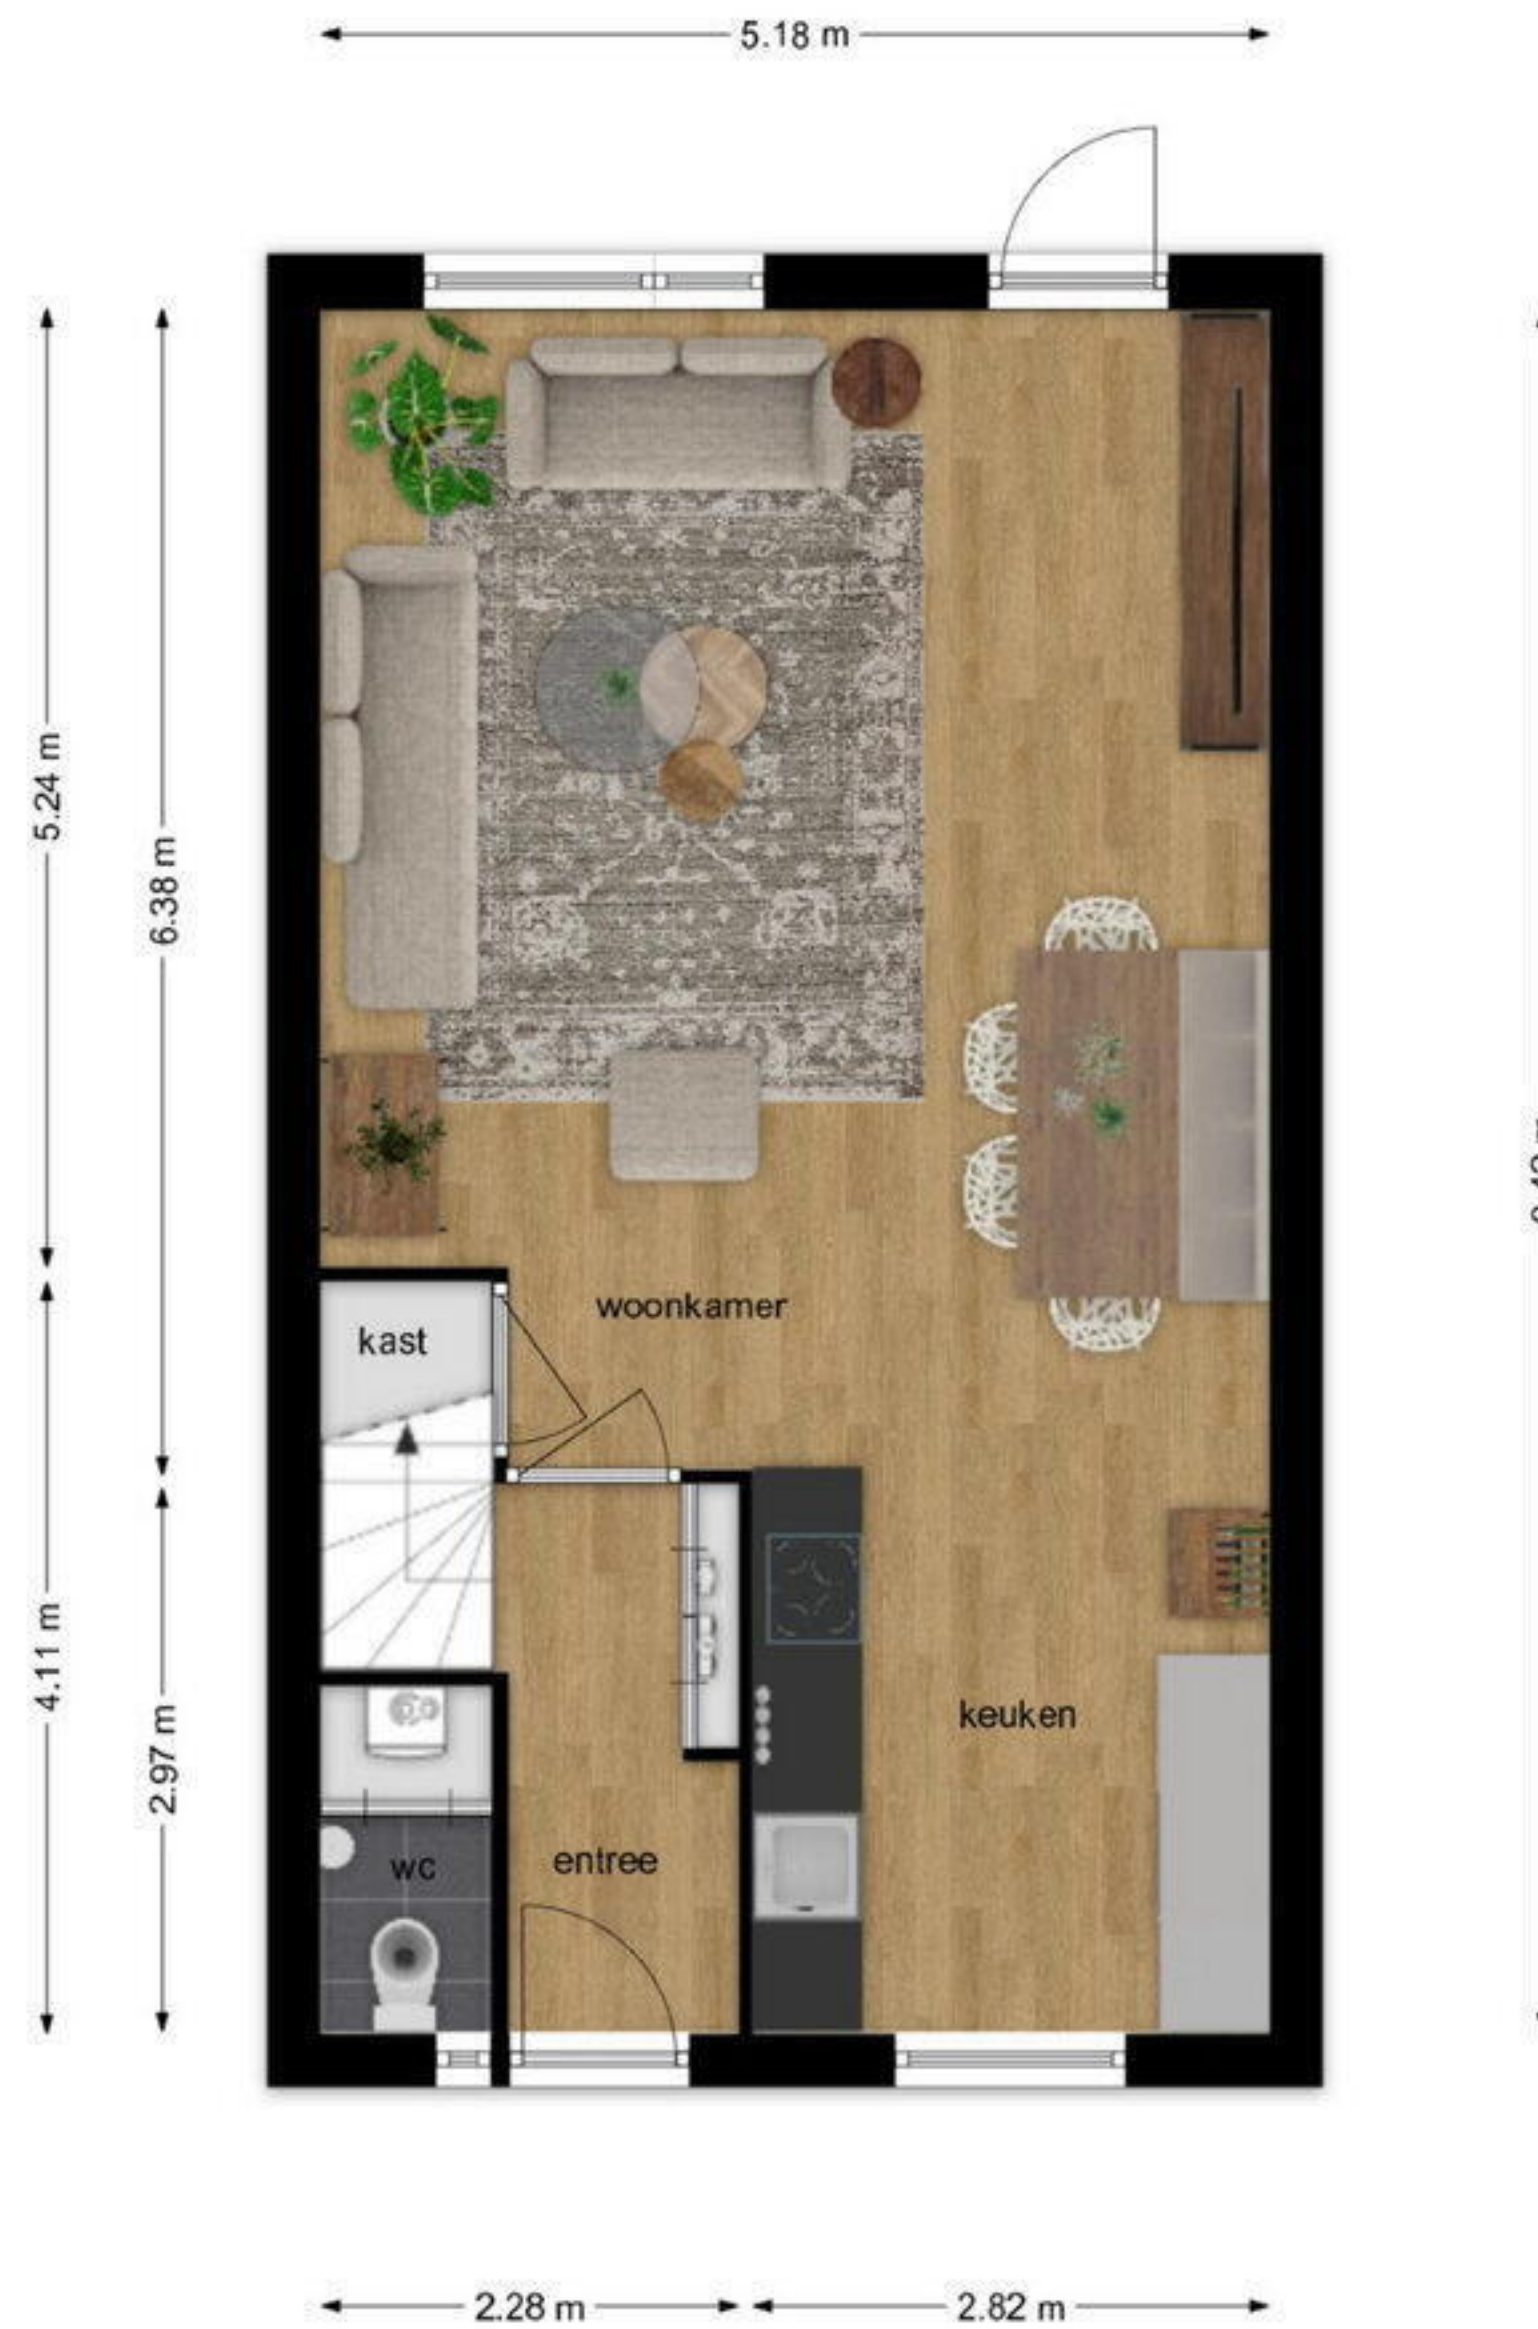 5.18 m
5.24 m
6.38 m
woonkamer
kast
4.11 m
2.97 m
keuken
wc
entree
2.28 m
2.82 m